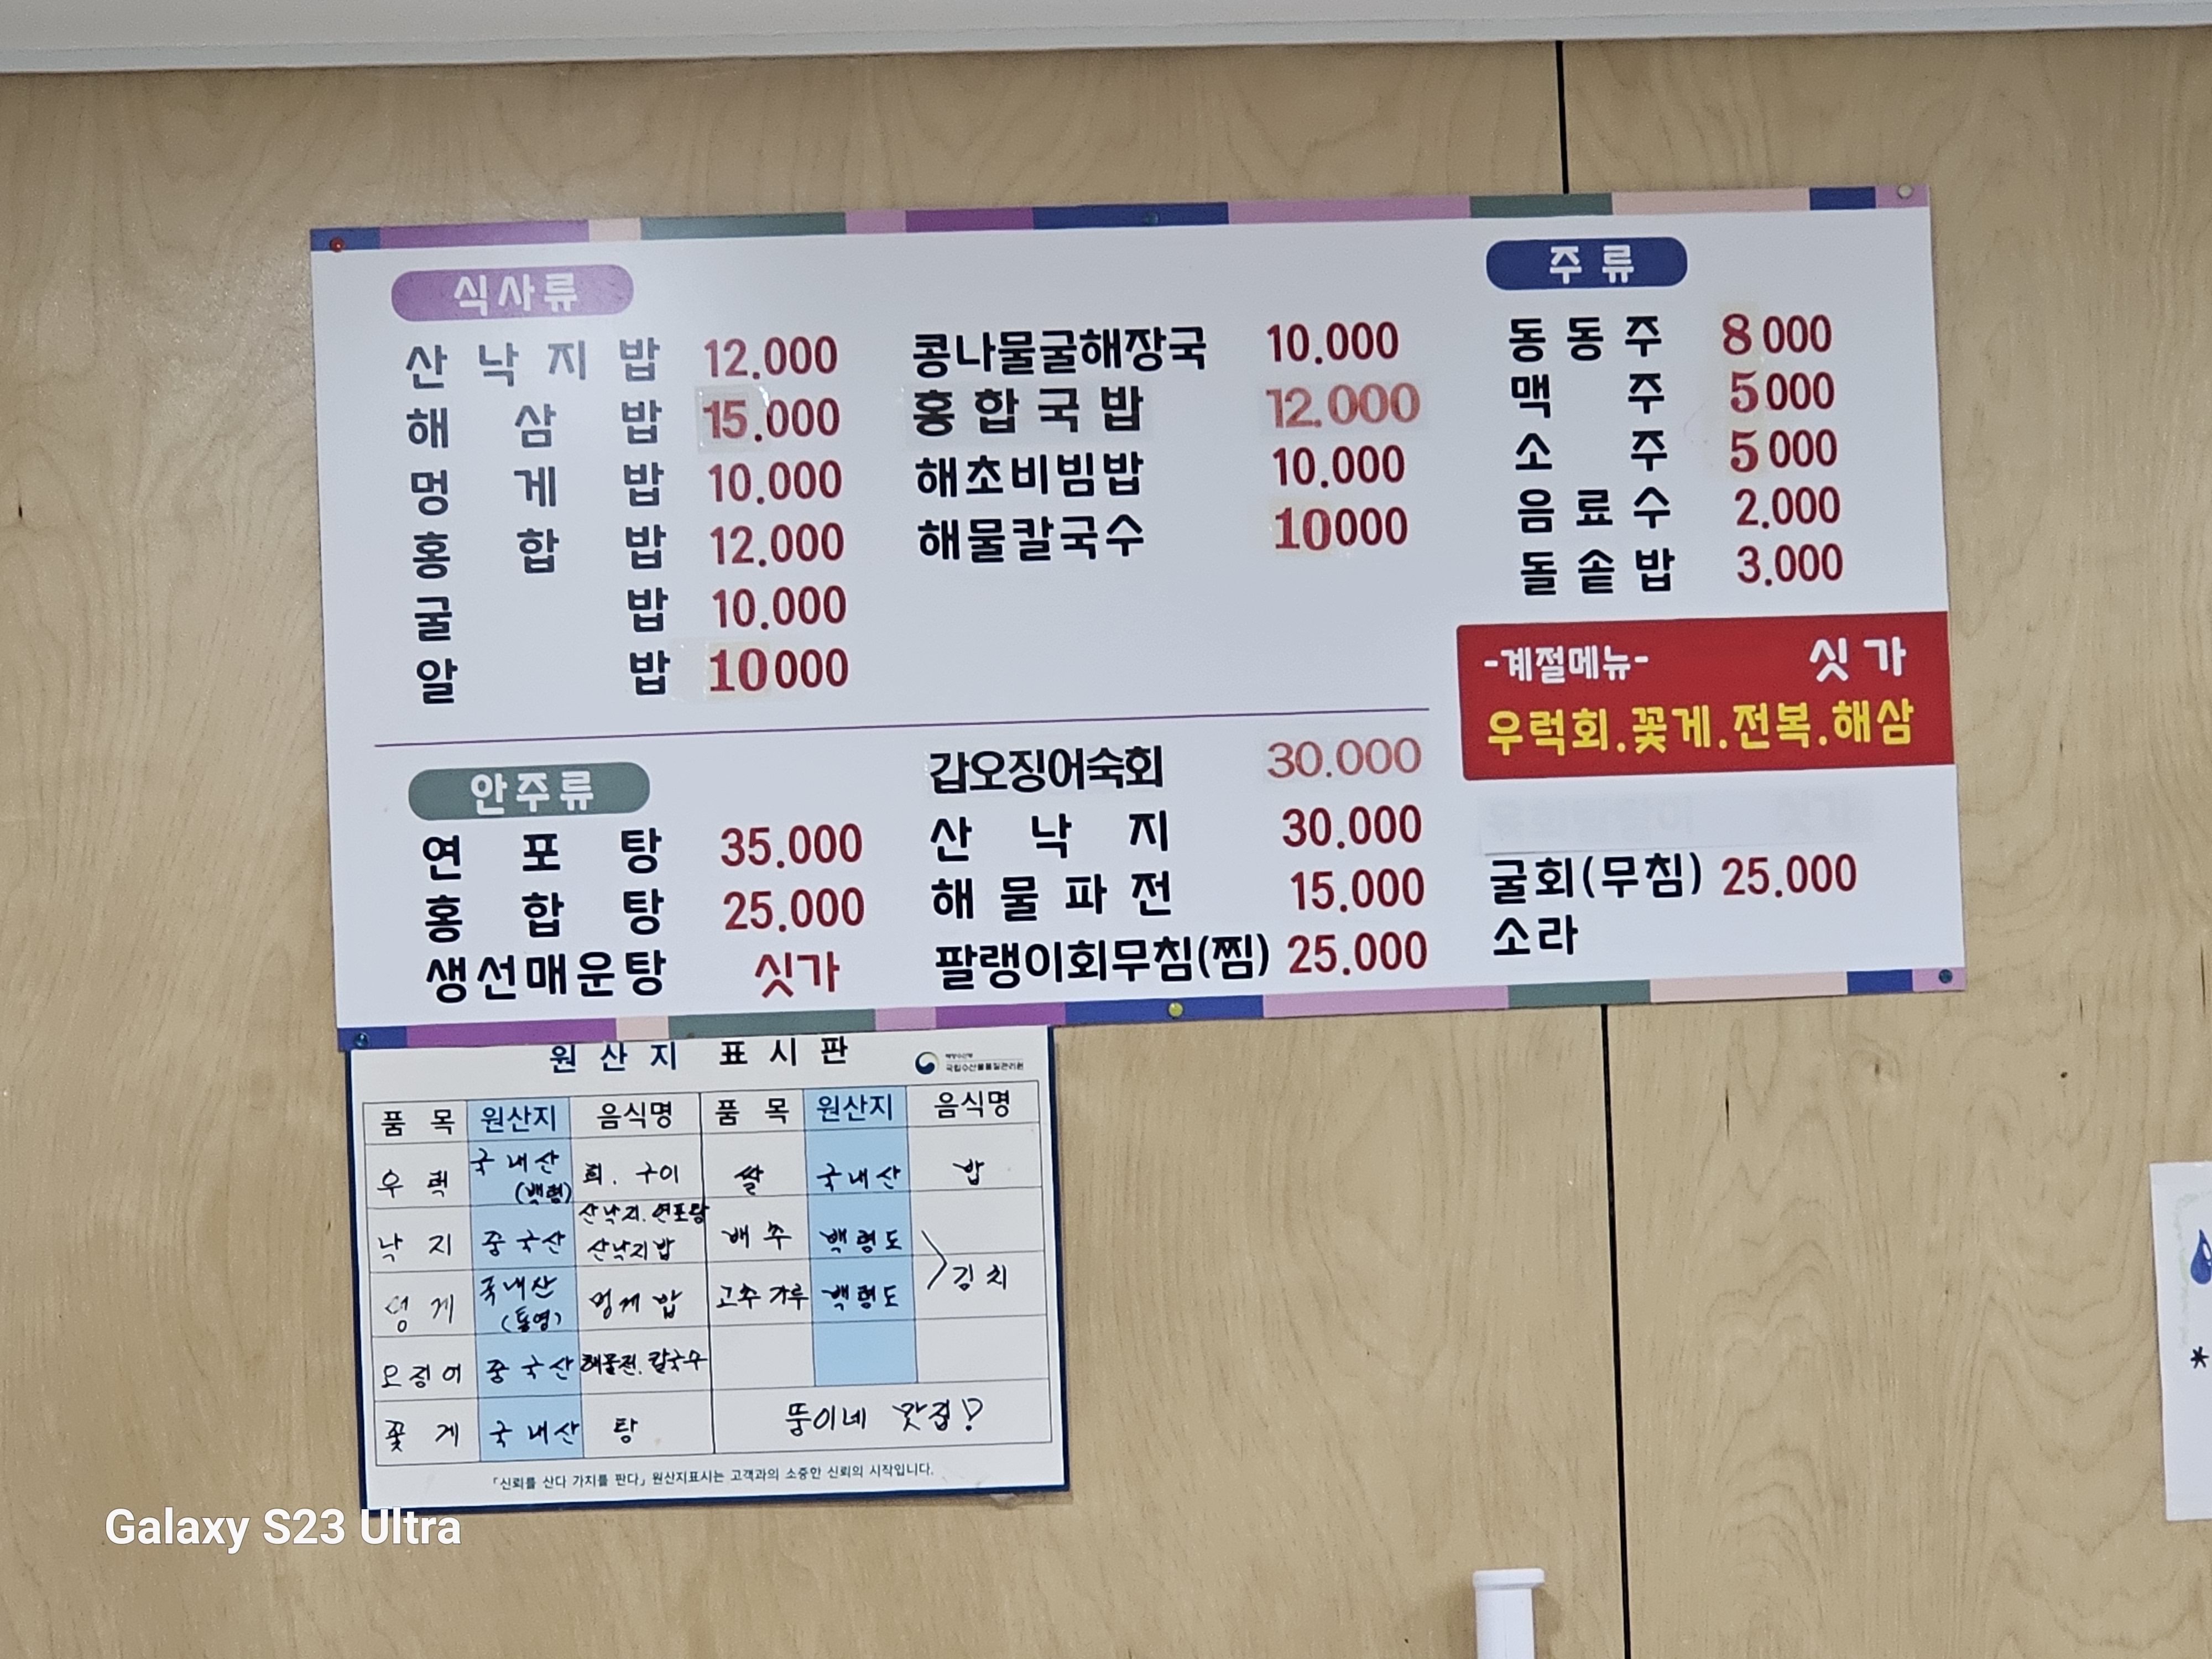 식사류
산낙지밥 12.000
해삼밥 15.000
멍게밥 10.000
홍합밥 12.000
굴밥 10.000
알밥 10000
콩나물굴해장국 10.000
홍합국밥 12.000
해초비빔밥 10.000
해물칼국수 10000
안주류
연포탕 35.000
홍합탕 25.000
생선매운탕 싯가
갑오징어숙회 30.000
산낙지 30.000
해물파전 15.000
팔랭이회무침(찜) 25.000
주류
동동주 8000
맥주 5000
소주 5000
음료수 2.000
돌솥밥 3.000
-계절메뉴- 싯가
우럭회.꽃게.전복.해삼
굴회(무침) 25.000
소라
원산지 표시판
해양수산부
국립수산물품질관리원
품목 원산지 음식명 품목 원산지 음식명
우럭 국내산 (백령) 회. 구이 쌀 국내산 밥
낙지 중국산 산낙지.연포탕 산낙지밥 배추 백령도
김치
멍게 국내산 (통영) 멍게밥 고추가루 백령도
오징어 중국산 해물전.칼국수
꽃게 국내산 탕
뚱이네 맛집!
「신뢰를 산다 가치를 판다」 원산지표시는 고객과의 소중한 신뢰의 시작입니다.
*
Galaxy S23 Ultra